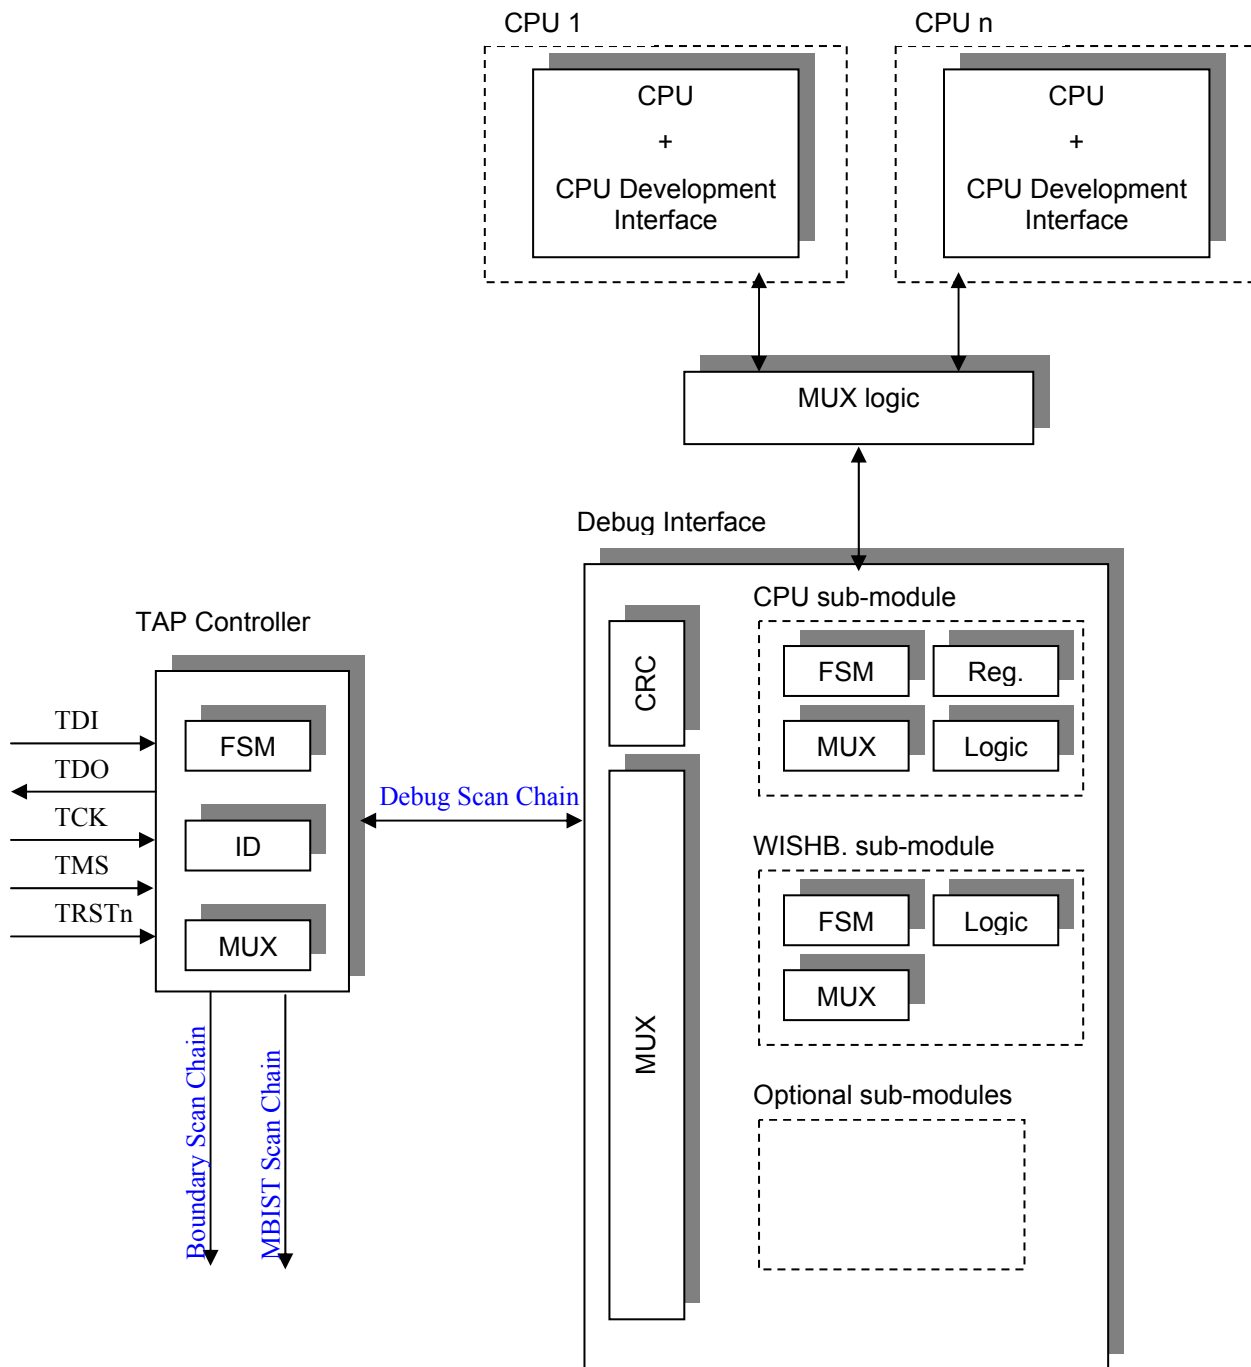 CPU 1
CPU n
CPU
+
CPU Development
Interface
CPU
+
CPU Development
Interface
MUX logic
Debug Interface
CPU sub-module
FSM
Reg.
MUX
Logic
CRC
MUX
WISHB. sub-module
FSM
Logic
MUX
Optional sub-modules
TAP Controller
TDI
TDO
TCK
TMS
TRSTn
FSM
ID
MUX
Debug Scan Chain
Boundary Scan Chain
MBIST Scan Chain